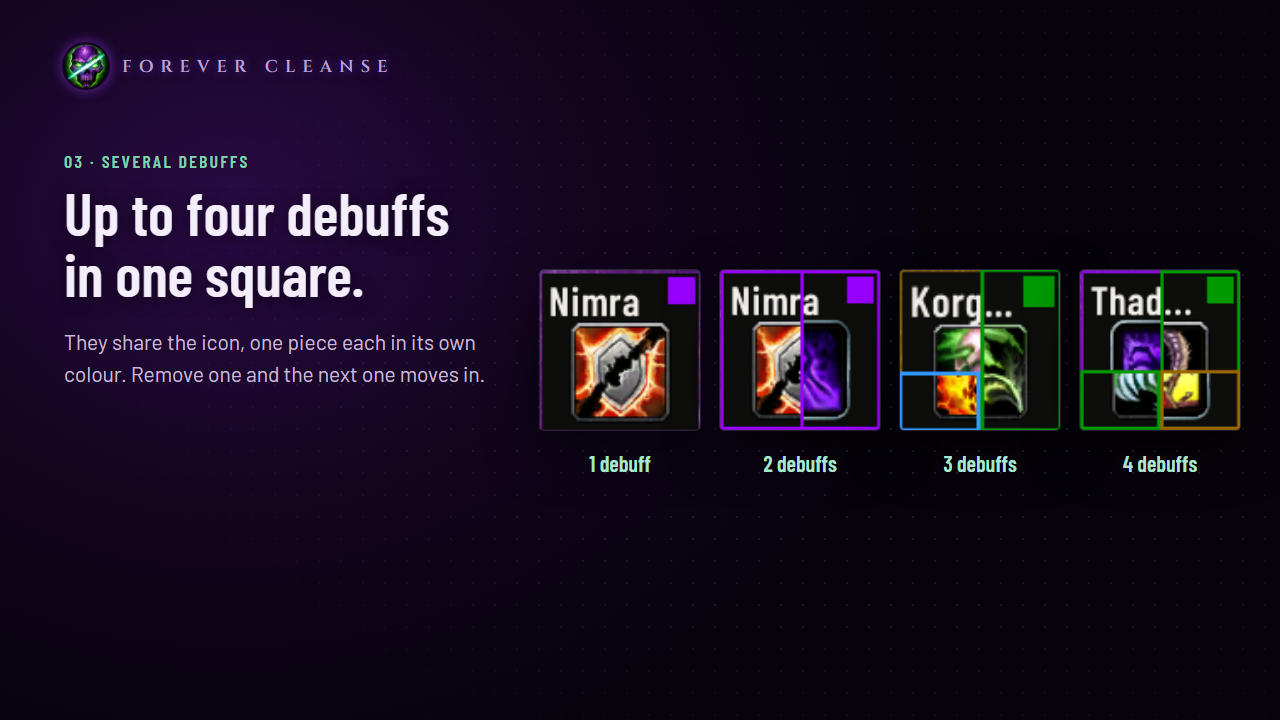 FOREVER CLEANSE
03 · SEVERAL DEBUFFS
Up to four debuffs
in one square.
They share the icon, one piece each in its own
colour. Remove one and the next one moves in.
Nimra
Nimra
Korg...
Thad...
1 debuff
2 debuffs
3 debuffs
4 debuffs